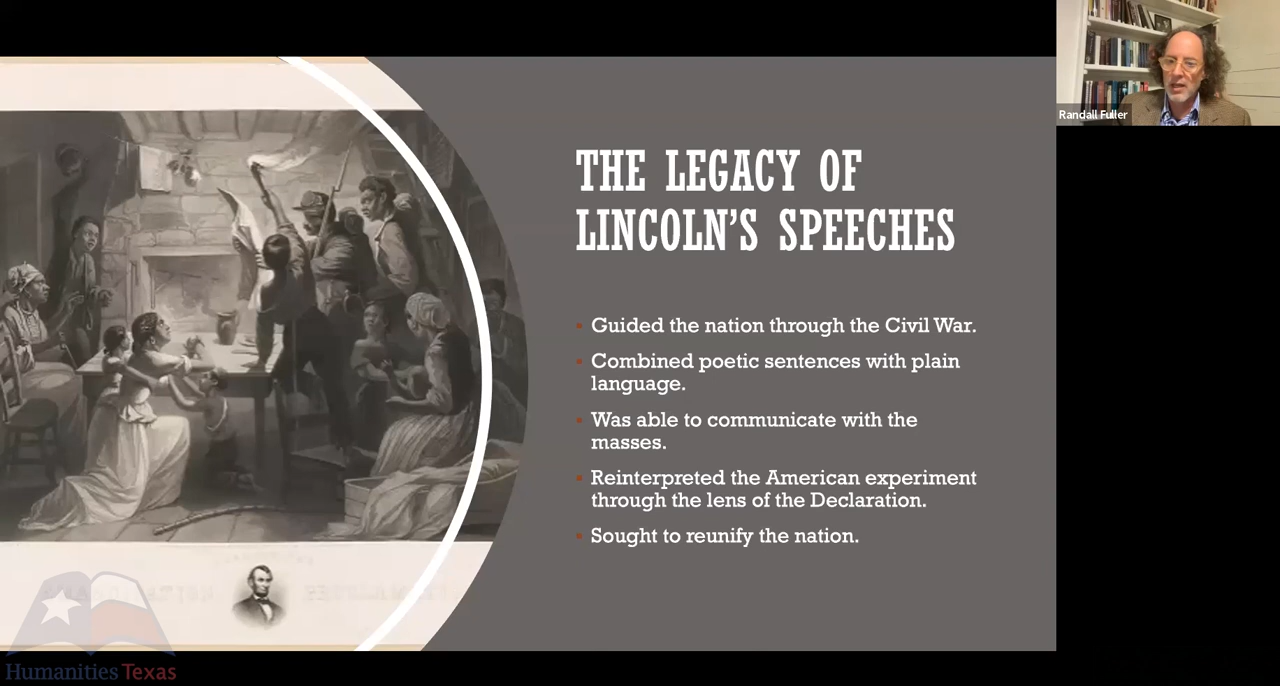 Randall Fuller
THE LEGACY OF
LINCOLN'S SPEECHES
Guided the nation through the Civil War.
Combined poetic sentences with plain
language.
Was able to communicate with the
masses.
Reinterpreted the American experiment
through the lens of the Declaration.
Sought to reunify the nation.
Humanities Texas